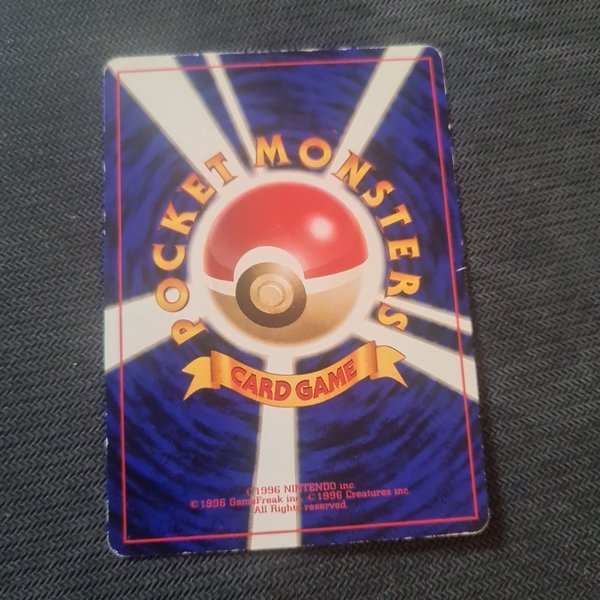 POCKET MONSTERS
CARD GAME
©1996 NINTENDO inc.
©1996 GameFreak inc. ©1996 Creatures inc.
All Rights reserved.